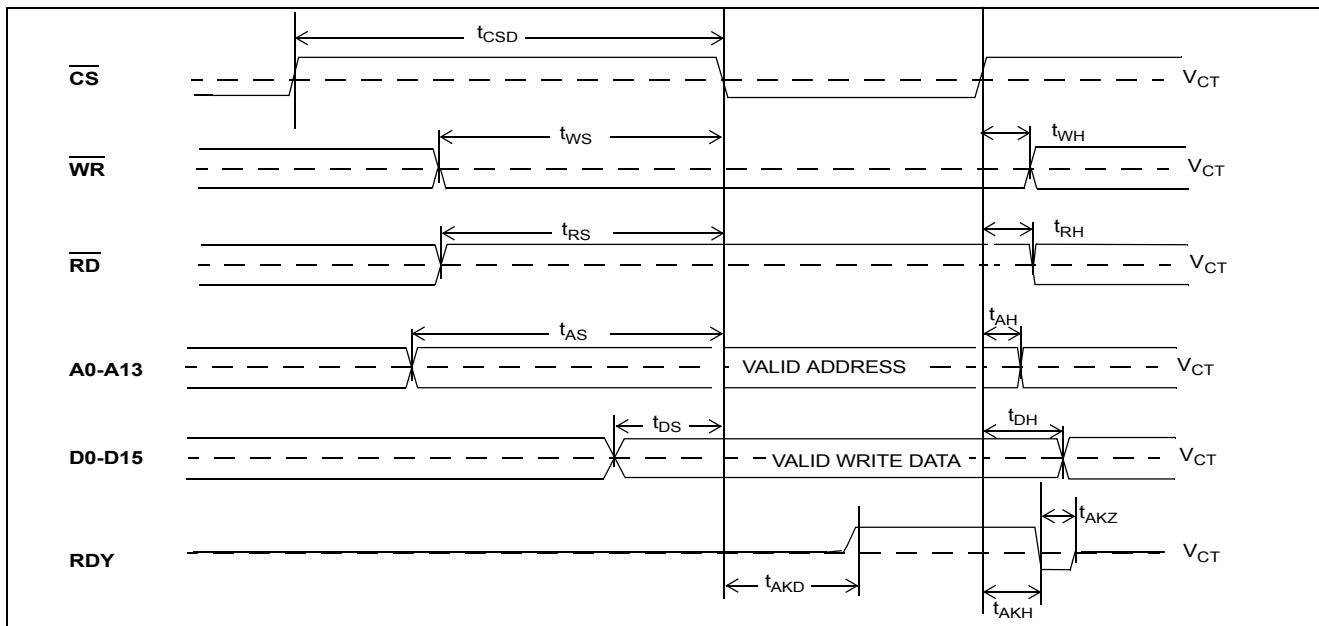 tCSD
CS VCT
tWS tWH
WR VCT
tRS tRH
RD VCT
tAS tAH
A0-A13 VALID ADDRESS VCT
tDS tDH
D0-D15 VALID WRITE DATA VCT
tAKZ
RDY VCT
tAKD tAKH